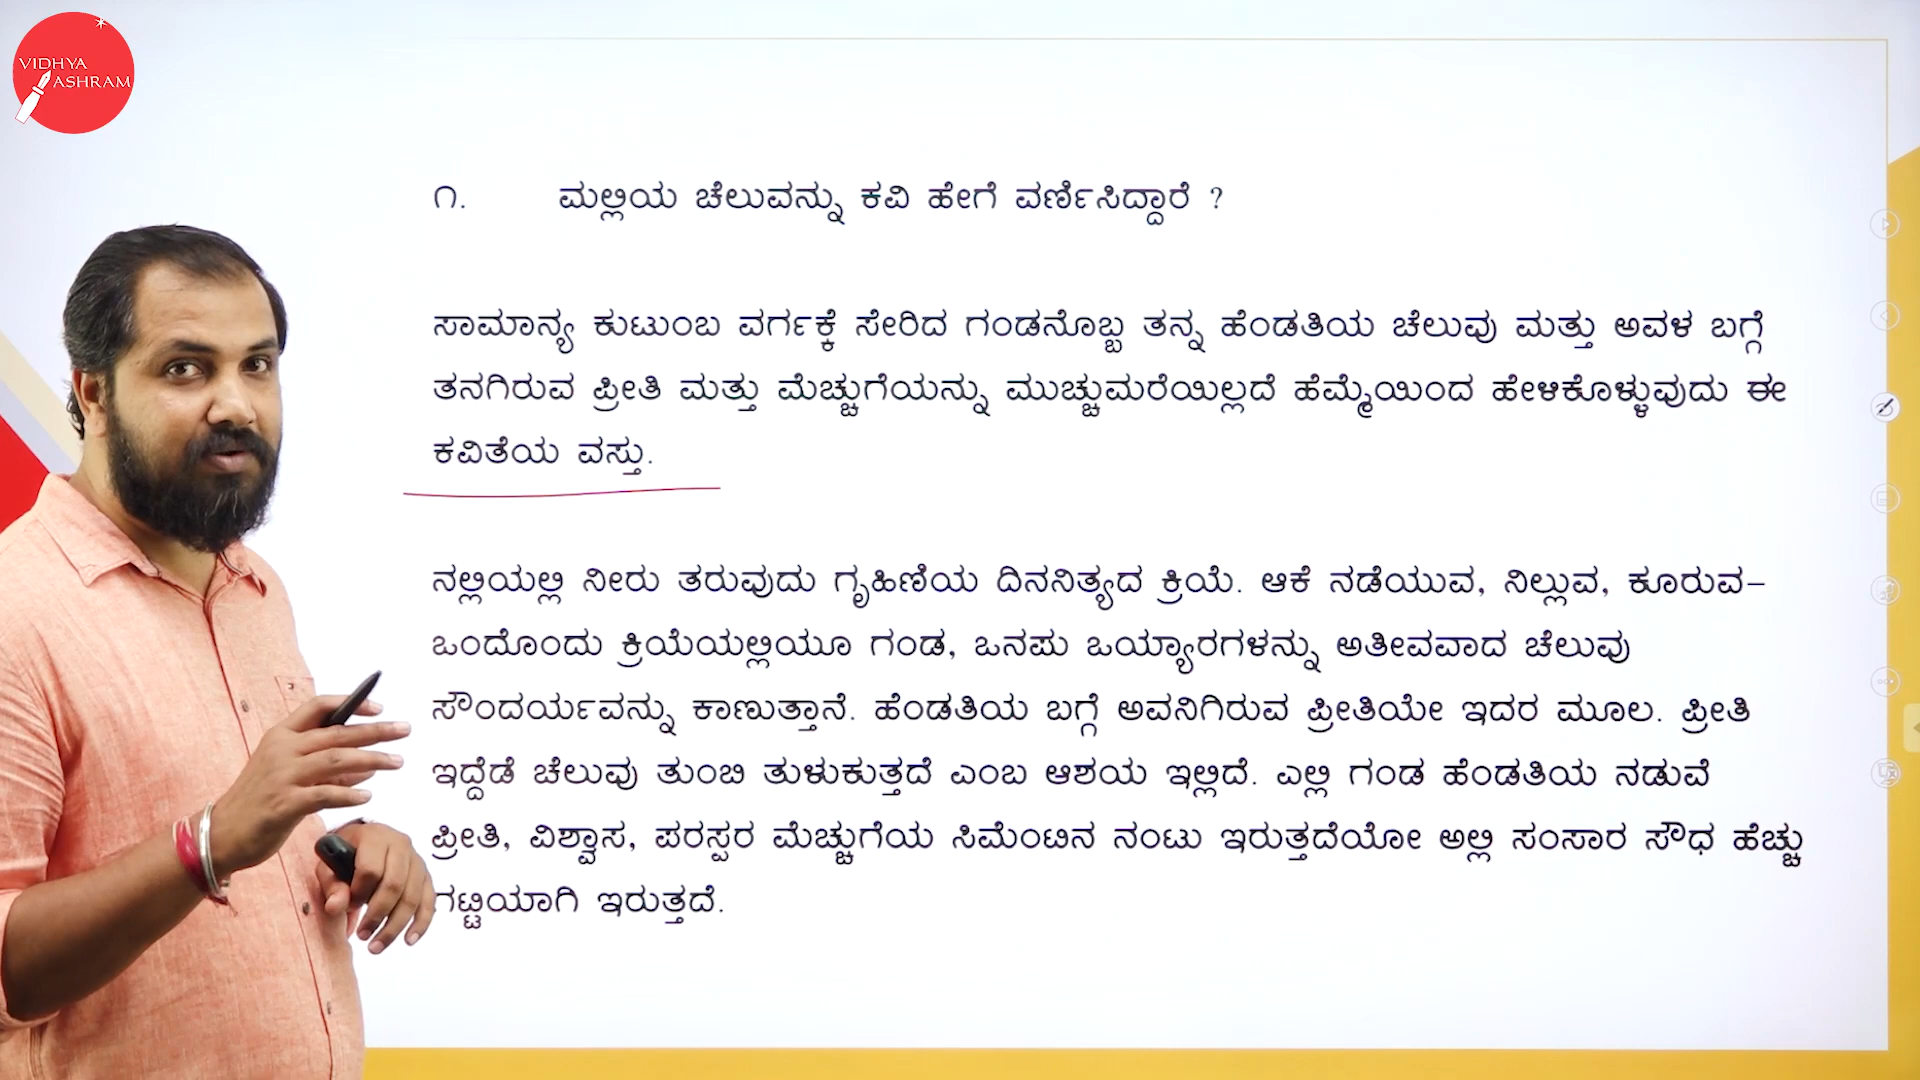 VIDHYA
ASHRAM
೧. ಮಲ್ಲಿಯ ಚೆಲುವನ್ನು ಕವಿ ಹೇಗೆ ವರ್ಣಿಸಿದ್ದಾರೆ ?
ಸಾಮಾನ್ಯ ಕುಟುಂಬ ವರ್ಗಕ್ಕೆ ಸೇರಿದ ಗಂಡನೊಬ್ಬ ತನ್ನ ಹೆಂಡತಿಯ ಚೆಲುವು ಮತ್ತು ಅವಳ ಬಗ್ಗೆ
ತನಗಿರುವ ಪ್ರೀತಿ ಮತ್ತು ಮೆಚ್ಚುಗೆಯನ್ನು ಮುಚ್ಚುಮರೆಯಿಲ್ಲದೆ ಹೆಮ್ಮೆಯಿಂದ ಹೇಳಿಕೊಳ್ಳುವುದು ಈ
ಕವಿತೆಯ ವಸ್ತು.
ನಲ್ಲಿಯಲ್ಲಿ ನೀರು ತರುವುದು ಗೃಹಿಣಿಯ ದಿನನಿತ್ಯದ ಕ್ರಿಯೆ. ಆಕೆ ನಡೆಯುವ, ನಿಲ್ಲುವ, ಕೂರುವ-
ಒಂದೊಂದು ಕ್ರಿಯೆಯಲ್ಲಿಯೂ ಗಂಡ, ಒನಪು ಒಯ್ಯಾರಗಳನ್ನು ಅತೀವವಾದ ಚೆಲುವು
ಸೌಂದರ್ಯವನ್ನು ಕಾಣುತ್ತಾನೆ. ಹೆಂಡತಿಯ ಬಗ್ಗೆ ಅವನಿಗಿರುವ ಪ್ರೀತಿಯೇ ಇದರ ಮೂಲ. ಪ್ರೀತಿ
ಇದ್ದೆಡೆ ಚೆಲುವು ತುಂಬಿ ತುಳುಕುತ್ತದೆ ಎಂಬ ಆಶಯ ಇಲ್ಲಿದೆ. ಎಲ್ಲಿ ಗಂಡ ಹೆಂಡತಿಯ ನಡುವೆ
ಪ್ರೀತಿ, ವಿಶ್ವಾಸ, ಪರಸ್ಪರ ಮೆಚ್ಚುಗೆಯ ಸಿಮೆಂಟಿನ ನಂಟು ಇರುತ್ತದೆಯೋ ಅಲ್ಲಿ ಸಂಸಾರ ಸೌಧ ಹೆಚ್ಚು
ಗಟ್ಟಿಯಾಗಿ ಇರುತ್ತದೆ.